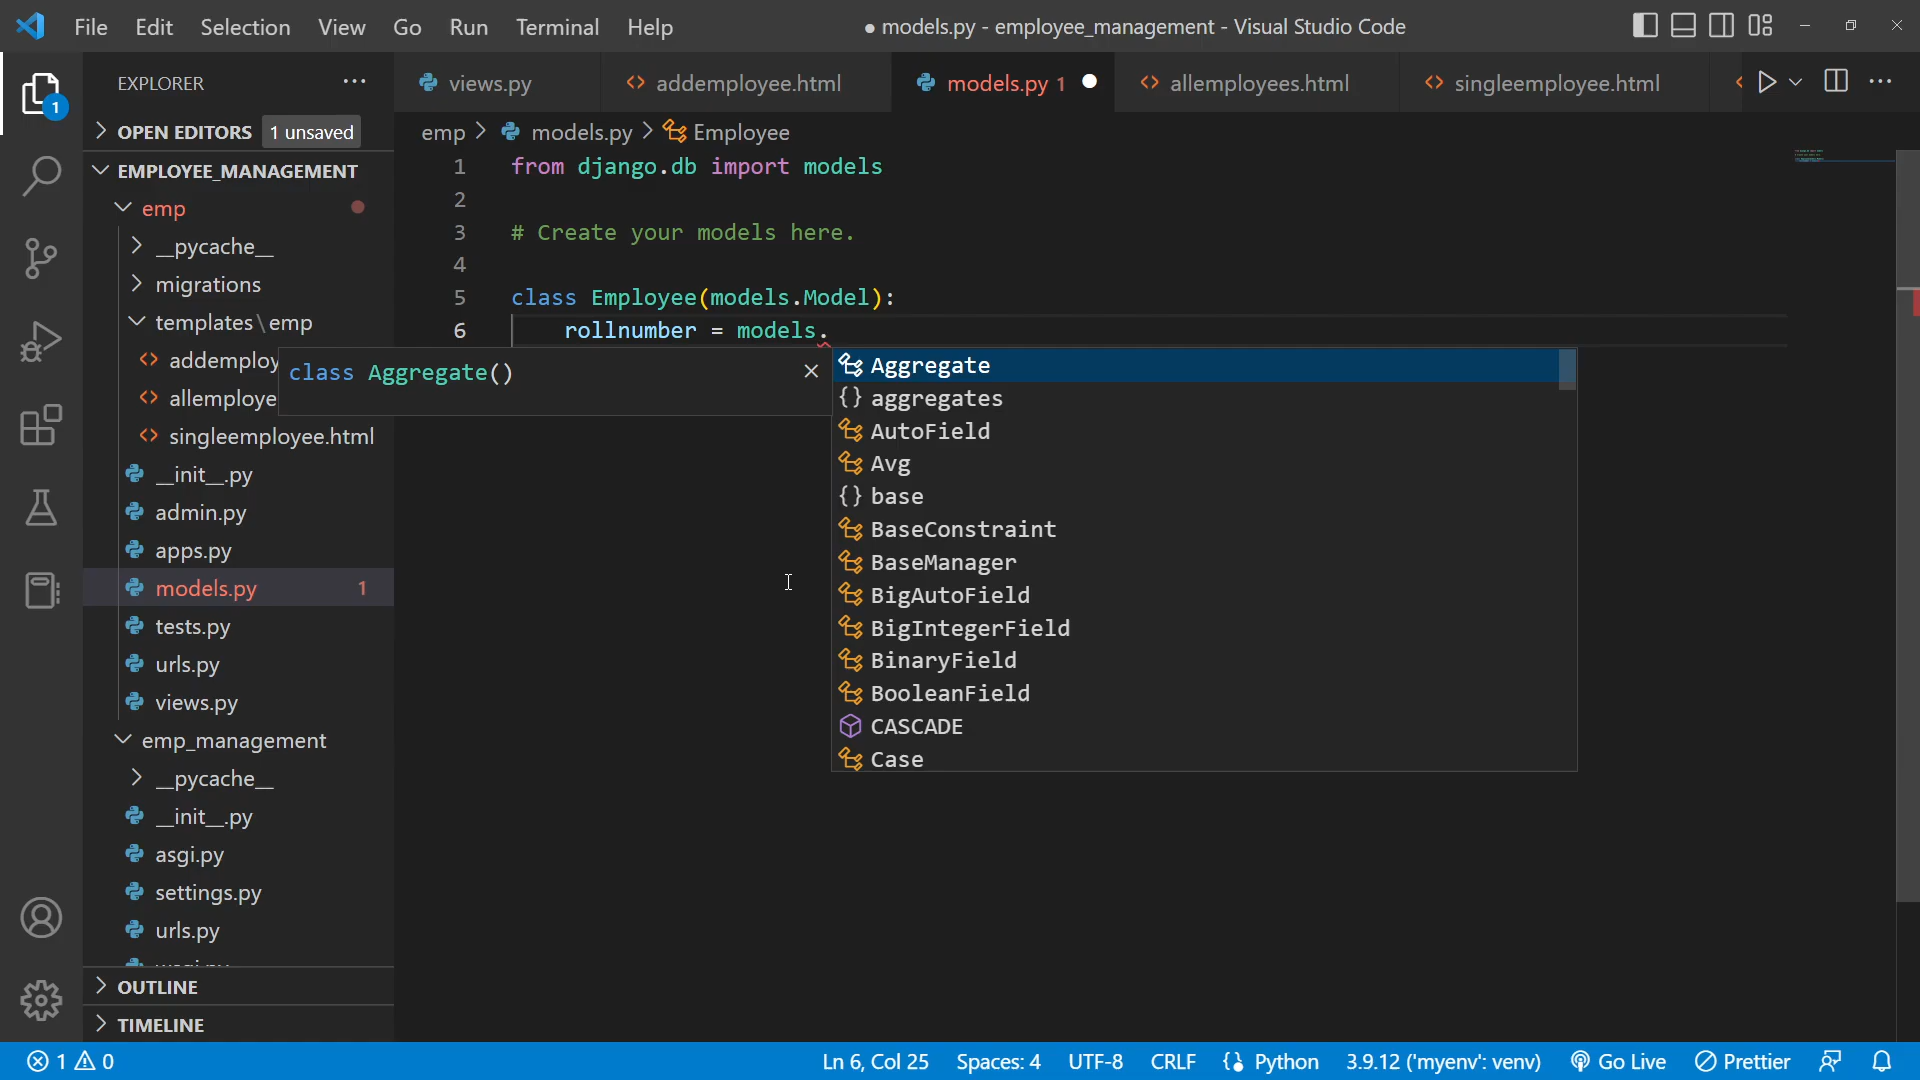 File Edit Selection View Go Run Terminal Help
● models.py - employee_management - Visual Studio Code
EXPLORER
1
OPEN EDITORS 1 unsaved
EMPLOYEE_MANAGEMENT
emp
__pycache__
migrations
templates\emp
addemploy
allemploye
singleemployee.html
__init__.py
admin.py
apps.py
models.py 1
tests.py
urls.py
views.py
emp_management
__pycache__
__init__.py
asgi.py
settings.py
urls.py
OUTLINE
TIMELINE
views.py addemployee.html models.py 1 allemployees.html singleemployee.html
emp > models.py > Employee
1 from django.db import models
2
3 # Create your models here.
4
5 class Employee(models.Model):
6 rollnumber = models.
class Aggregate()
Aggregate
{} aggregates
AutoField
Avg
{} base
BaseConstraint
BaseManager
BigAutoField
BigIntegerField
BinaryField
BooleanField
CASCADE
Case
1 0 Ln 6, Col 25 Spaces: 4 UTF-8 CRLF Python 3.9.12 ('myenv': venv) Go Live Prettier